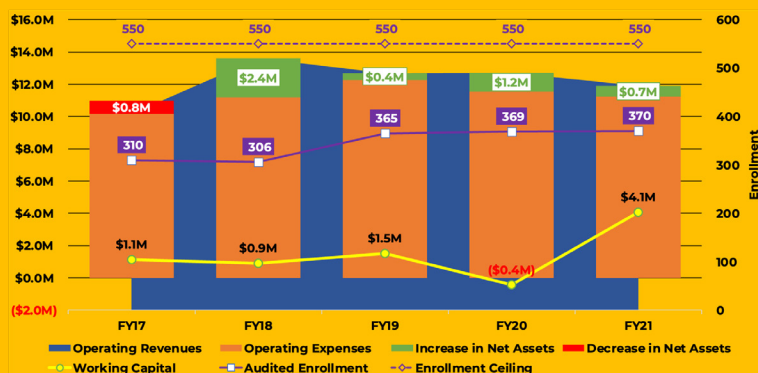 $16.0M 550 550 550 550 550 600
$14.0M 500
$12.0M $2.4M $0.4M $1.2M $0.7M
$10.0M $0.8M 365 369 370 400
$8.0M 310 306 300
$6.0M
$4.0M $4.1M 200
$2.0M $1.1M $0.9M $1.5M 100
$0.0M ($0.4M)
($2.0M) 0
Enrollment
FY17 FY18 FY19 FY20 FY21
Operating Revenues Operating Expenses Increase in Net Assets Decrease in Net Assets
Working Capital Audited Enrollment Enrollment Ceiling